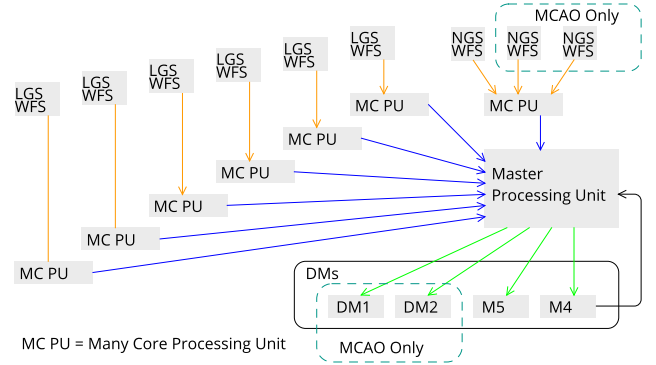 MCAO Only
LGS
WFS
NGS
WFS
NGS
WFS
NGS
WFS
LGS
WFS
LGS
WFS
LGS
WFS
LGS
WFS
LGS
WFS
MC PU
MC PU
MC PU
MC PU
Master
Processing Unit
MC PU
MC PU
MC PU
DMs
DM1
DM2
M5
M4
MC PU = Many Core Processing Unit
MCAO Only